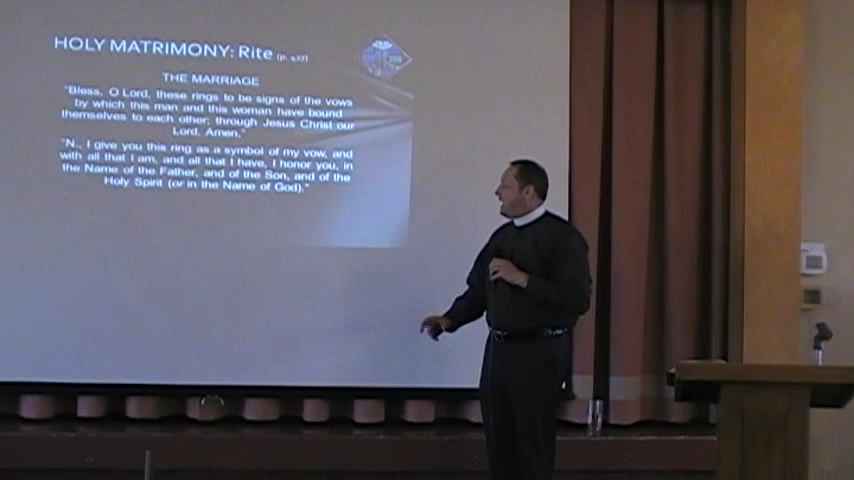 HOLY MATRIMONY: Rite (p. 427)
THE MARRIAGE
"Bless, O Lord, these rings to be signs of the vows
by which this man and this woman have bound
themselves to each other; through Jesus Christ our
Lord. Amen."
"N., I give you this ring as a symbol of my vow, and
with all that I am, and all that I have, I honor you, in
the Name of the Father, and of the Son, and of the
Holy Spirit (or in the Name of God)."